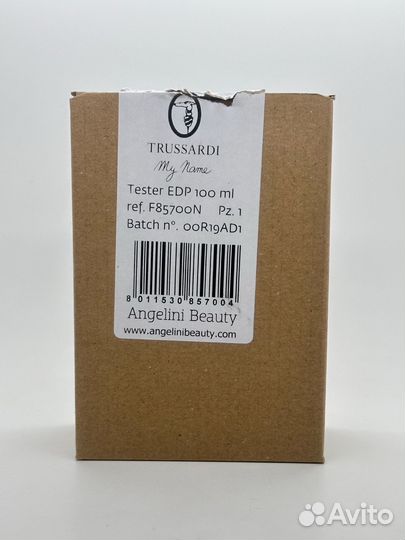 TRUSSARDI
My Name
Tester EDP 100 ml
ref. F85700N Pz. 1
Batch n°. 00R19AD1
8 011530 857004
Angelini Beauty
www.angelinibeauty.com
Avito